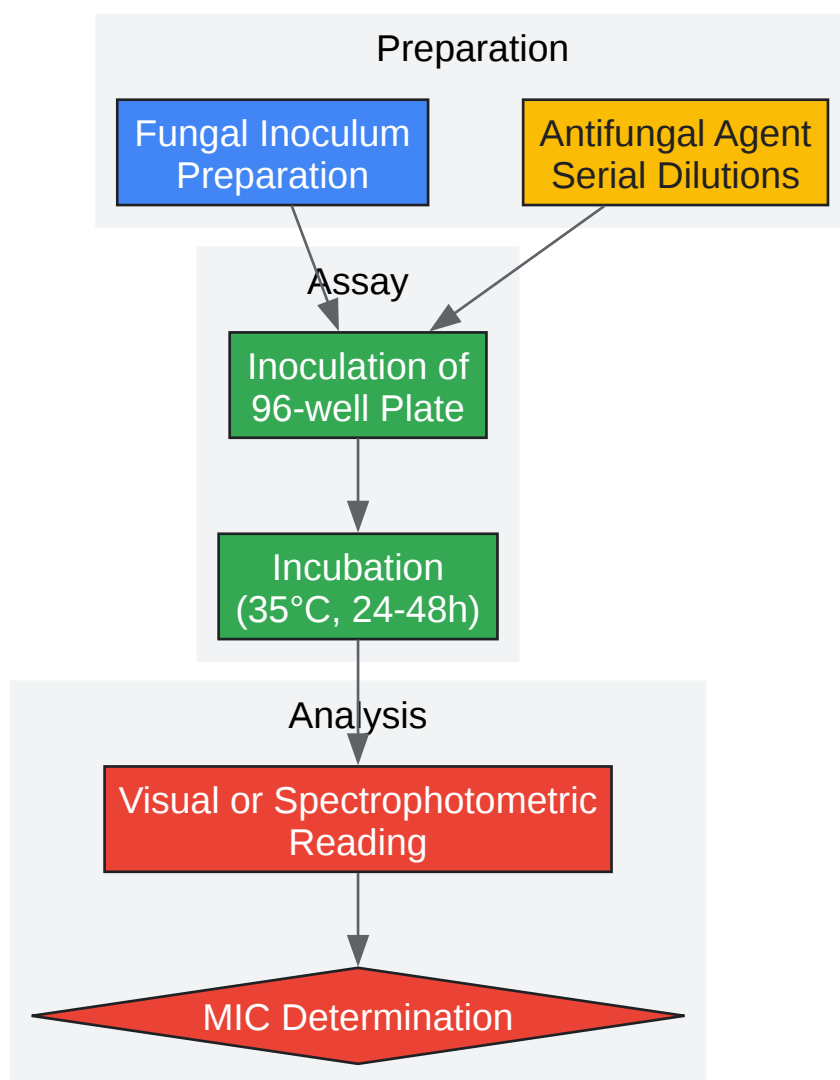 Preparation
Fungal Inoculum
Preparation
Antifungal Agent
Serial Dilutions
Assay
Inoculation of
96-well Plate
Incubation
(35°C, 24-48h)
Analysis
Visual or Spectrophotometric
Reading
MIC Determination